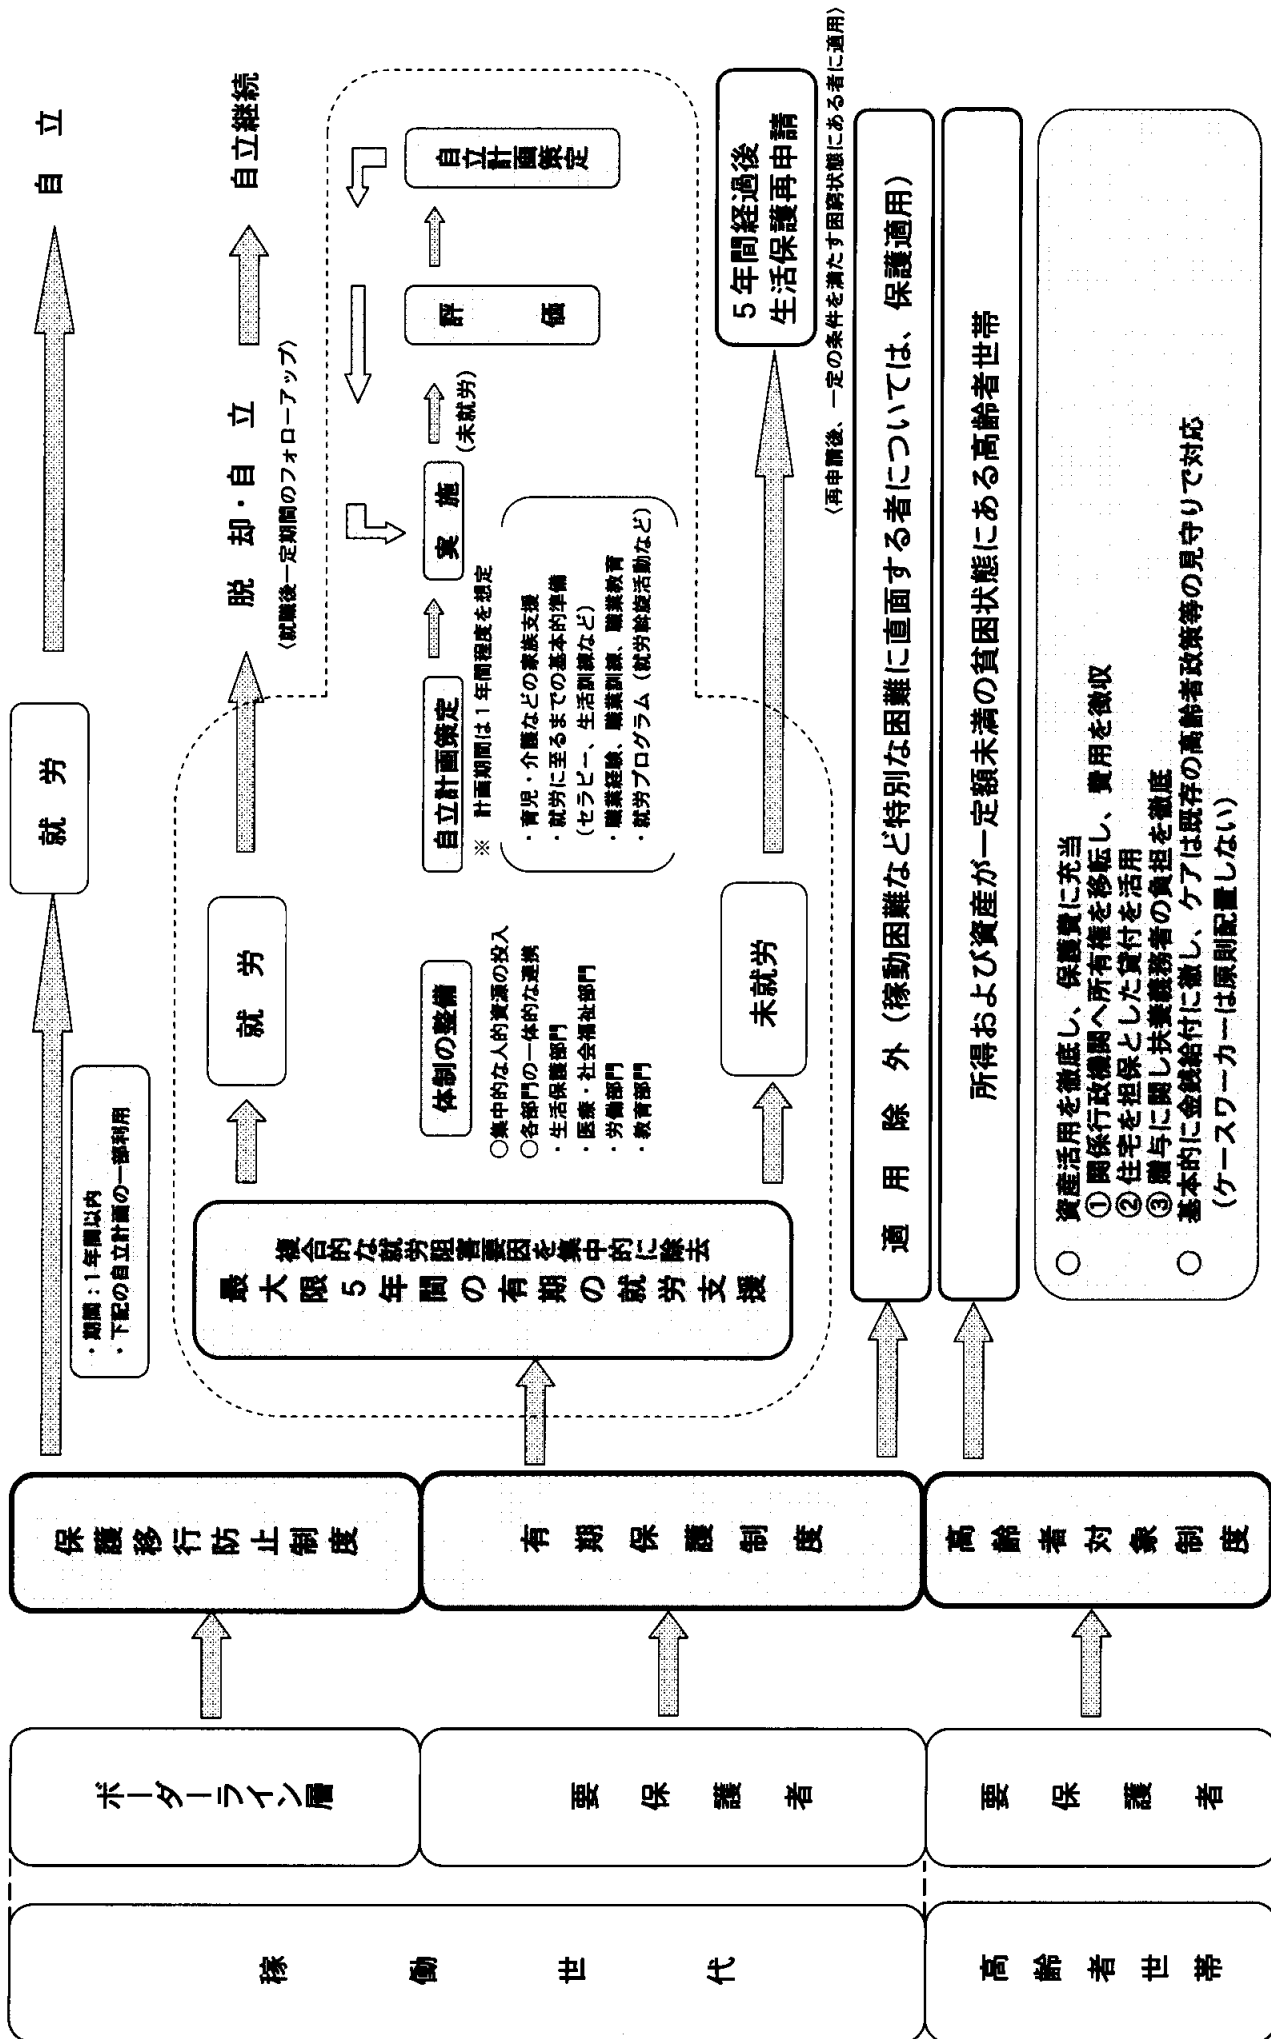 稼働世代
高齢者世帯
ボーダーライン層
要保護者
要保護者
保護移行防止制度
有期保護制度
高齢者対象制度
・期間：1年間以内
・下記の自立計画の一部利用
就労
自立
複合的な就労阻害要因を集中的に除去
最大限5年間の有期の就労支援
就労
脱却・自立
〈就職後一定期間のフォローアップ〉
自立継続
体制の整備
○集中的な人的資源の投入
○各部門の一体的な連携
・生活保護部門
・医療・社会福祉部門
・労働部門
・教育部門
自立計画策定
※ 計画期間は1年間程度を想定
・育児・介護などの家族支援
・就労に至るまでの基本的準備
（セラピー、生活訓練など）
・職業経験、職業訓練、職業教育
・就労プログラム（就労斡旋活動など）
実施
（未就労）
評価
自立計画策定
未就労
5年間経過後
生活保護再申請
〈再申請後、一定の条件を満たす困窮状態にある者に適用〉
適用除外（稼動困難など特別な困難に直面する者については、保護適用）
所得および資産が一定額未満の貧困状態にある高齢者世帯
○ 資産活用を徹底し、保護費に充当
① 関係行政機関へ所有権を移転し、費用を徴収
② 住宅を担保とした貸付を活用
③ 贈与に関し扶養義務者の負担を徹底
○ 基本的に金銭給付に徹し、ケアは既存の高齢者政策等の見守りで対応
（ケースワーカーは原則配置しない）